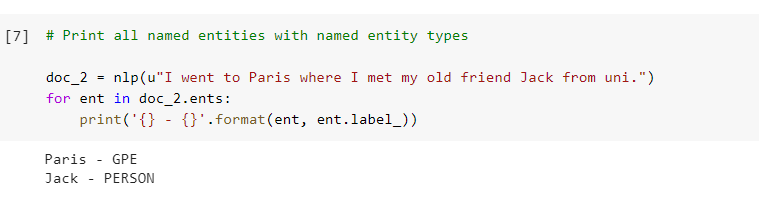 [7] # Print all named entities with named entity types
doc_2 = nlp(u"I went to Paris where I met my old friend Jack from uni.")
for ent in doc_2.ents:
    print('{} - {}'.format(ent, ent.label_))
Paris - GPE
Jack - PERSON